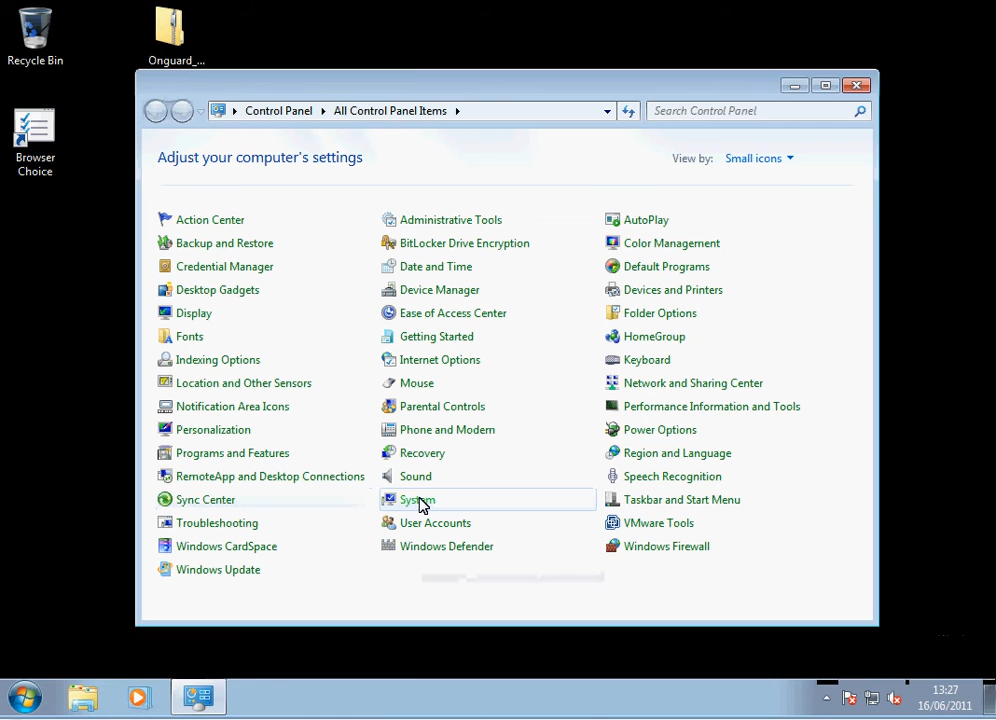 Recycle Bin
Onguard_...
Browser
Choice
Control Panel
All Control Panel Items
Search Control Panel
Adjust your computer's settings
View by: Small icons
Action Center
Administrative Tools
AutoPlay
Backup and Restore
BitLocker Drive Encryption
Color Management
Credential Manager
Date and Time
Default Programs
Desktop Gadgets
Device Manager
Devices and Printers
Display
Ease of Access Center
Folder Options
Fonts
Getting Started
HomeGroup
Indexing Options
Internet Options
Keyboard
Location and Other Sensors
Mouse
Network and Sharing Center
Notification Area Icons
Parental Controls
Performance Information and Tools
Personalization
Phone and Modem
Power Options
Programs and Features
Recovery
Region and Language
RemoteApp and Desktop Connections
Sound
Speech Recognition
Sync Center
System
Taskbar and Start Menu
Troubleshooting
User Accounts
VMware Tools
Windows CardSpace
Windows Defender
Windows Firewall
Windows Update
13:27
16/06/2011